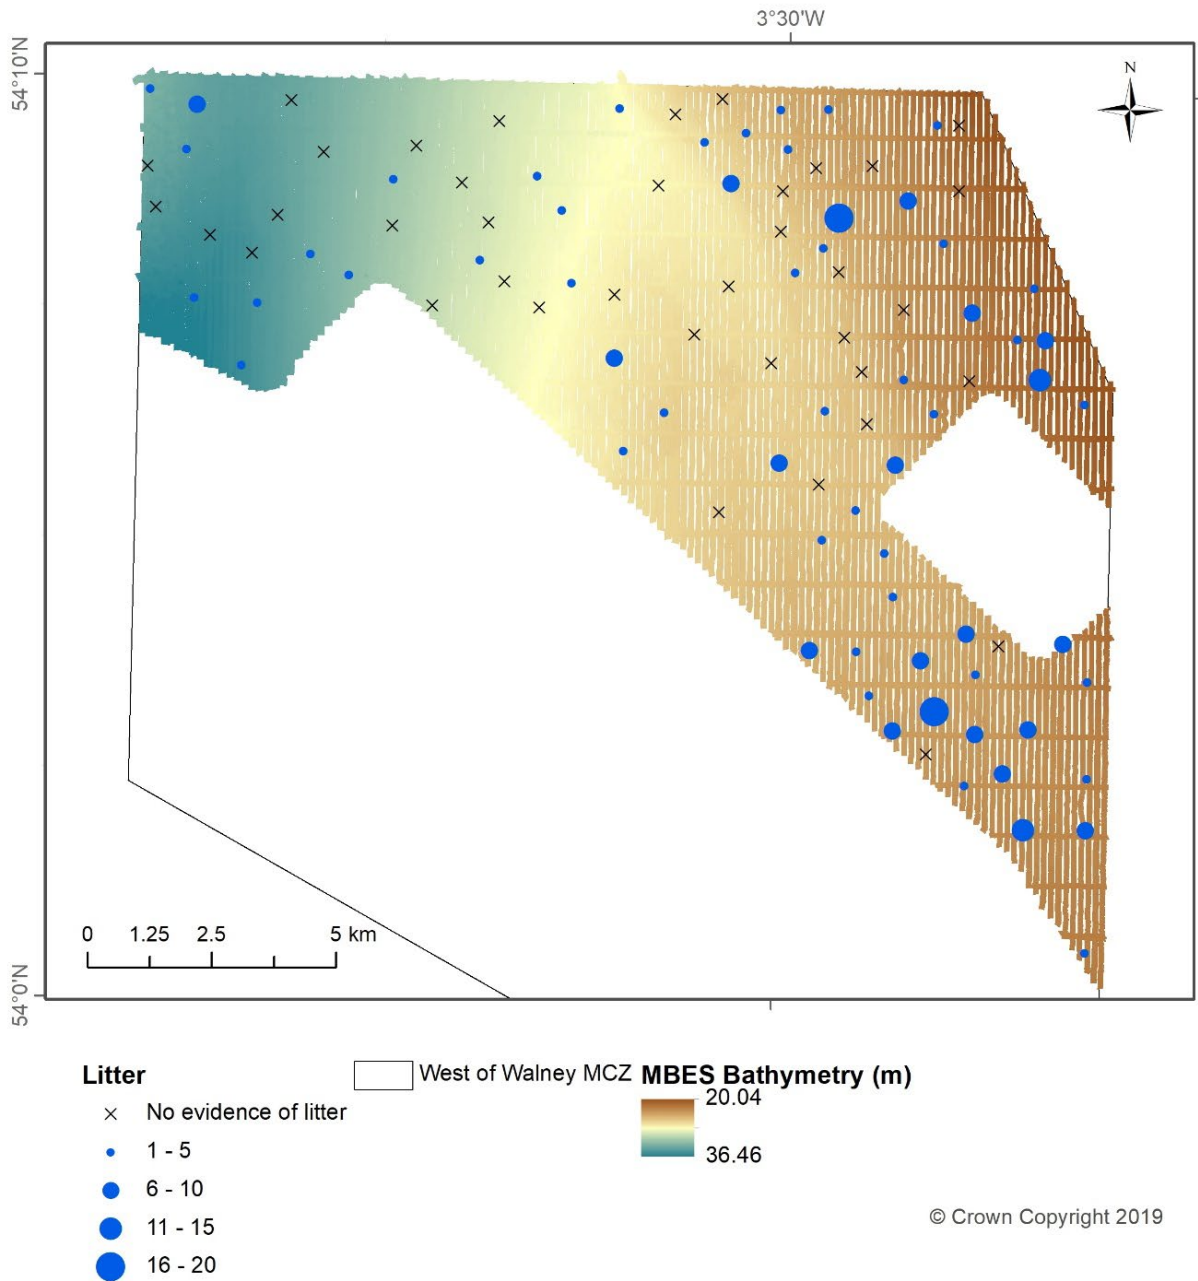 3°30'W
54°10'N
N
54°0'N
0 1.25 2.5 5 km
Litter
No evidence of litter
1 - 5
6 - 10
11 - 15
16 - 20
West of Walney MCZ
MBES Bathymetry (m)
20.04
36.46
© Crown Copyright 2019